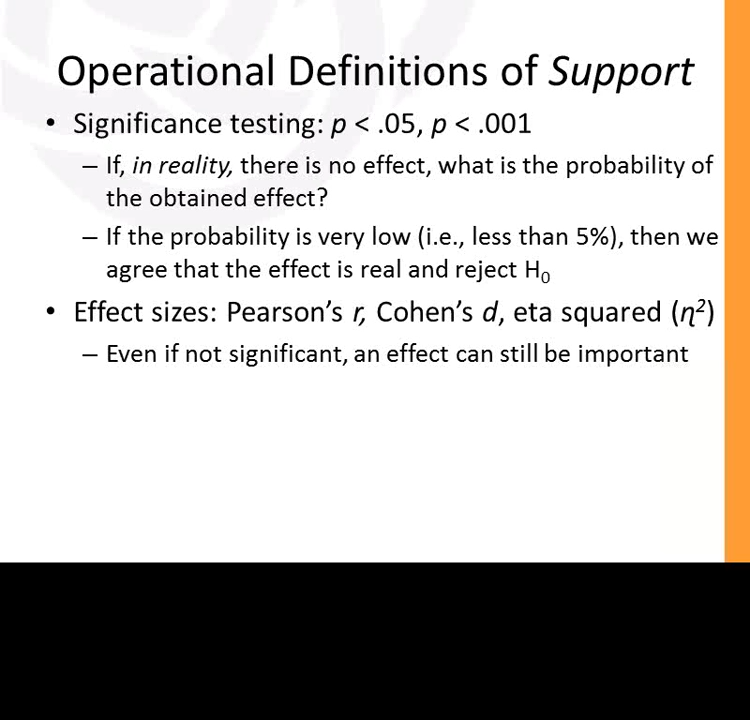 Operational Definitions of Support
• Significance testing: p < .05, p < .001
– If, in reality, there is no effect, what is the probability of
the obtained effect?
– If the probability is very low (i.e., less than 5%), then we
agree that the effect is real and reject H₀
• Effect sizes: Pearson’s r, Cohen’s d, eta squared (η²)
– Even if not significant, an effect can still be important